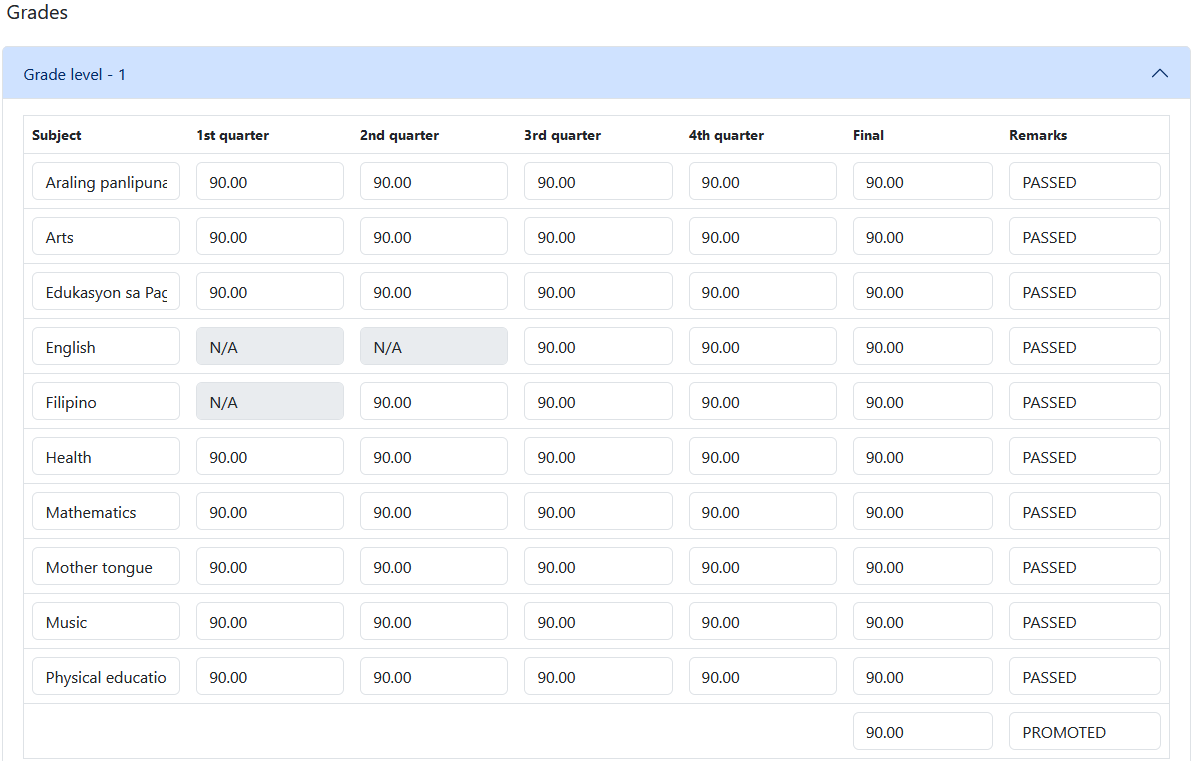 Grades
Grade level - 1
Subject 1st quarter 2nd quarter 3rd quarter 4th quarter Final Remarks
Araling panlipuna 90.00 90.00 90.00 90.00 90.00 PASSED
Arts 90.00 90.00 90.00 90.00 90.00 PASSED
Edukasyon sa Pag 90.00 90.00 90.00 90.00 90.00 PASSED
English N/A N/A 90.00 90.00 90.00 PASSED
Filipino N/A 90.00 90.00 90.00 90.00 PASSED
Health 90.00 90.00 90.00 90.00 90.00 PASSED
Mathematics 90.00 90.00 90.00 90.00 90.00 PASSED
Mother tongue 90.00 90.00 90.00 90.00 90.00 PASSED
Music 90.00 90.00 90.00 90.00 90.00 PASSED
Physical educatio 90.00 90.00 90.00 90.00 90.00 PASSED
90.00 PROMOTED